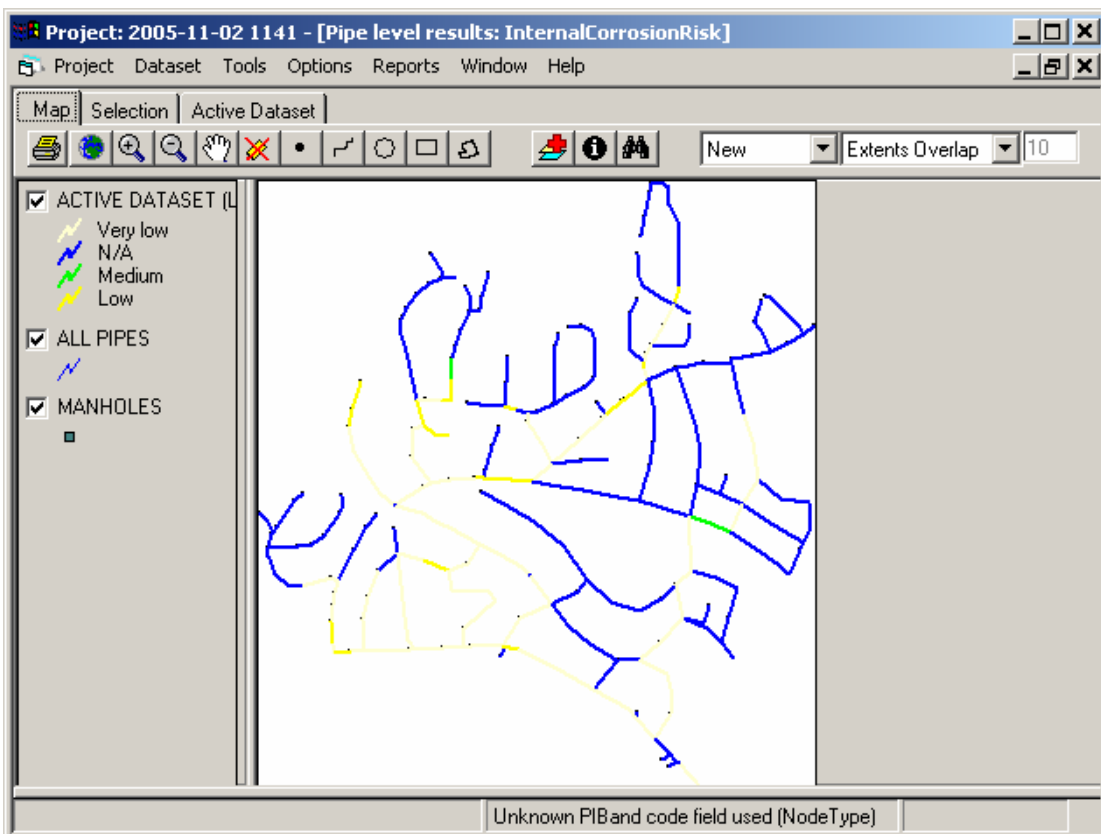 Project: 2005-11-02 1141 - [Pipe level results: InternalCorrosionRisk]
Project Dataset Tools Options Reports Window Help
Map Selection Active Dataset
New Extents Overlap 10
ACTIVE DATASET (L
Very low
N/A
Medium
Low
ALL PIPES
MANHOLES
Unknown PIBand code field used (NodeType)